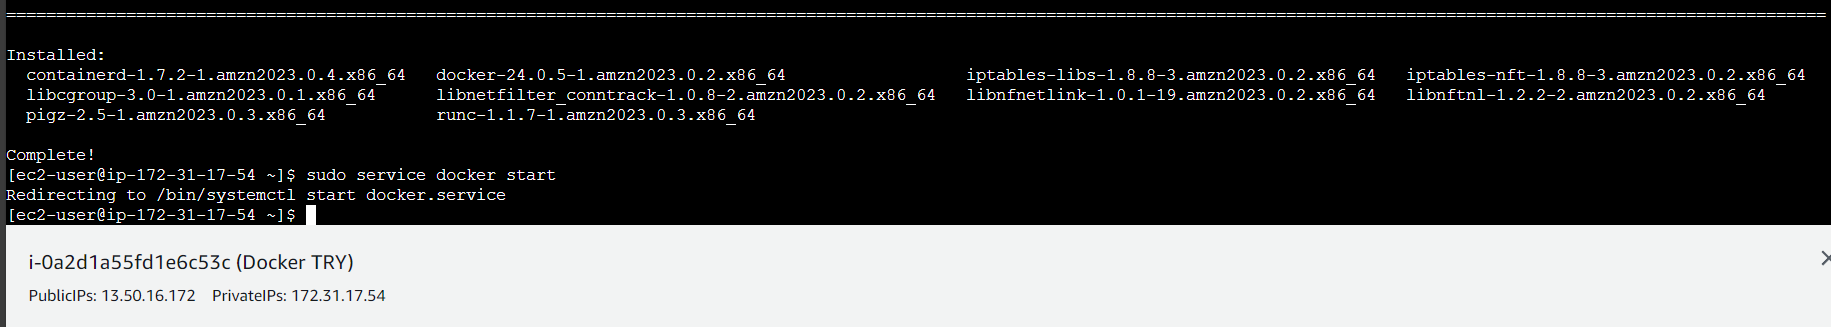 ================================================================================
Installed:
containerd-1.7.2-1.amzn2023.0.4.x86_64 docker-24.0.5-1.amzn2023.0.2.x86_64 iptables-libs-1.8.8-3.amzn2023.0.2.x86_64 iptables-nft-1.8.8-3.amzn2023.0.2.x86_64
libcgroup-3.0-1.amzn2023.0.1.x86_64 libnetfilter_conntrack-1.0.8-2.amzn2023.0.2.x86_64 libnfnetlink-1.0.1-19.amzn2023.0.2.x86_64 libnftnl-1.2.2-2.amzn2023.0.2.x86_64
pigz-2.5-1.amzn2023.0.3.x86_64 runc-1.1.7-1.amzn2023.0.3.x86_64
Complete!
[ec2-user@ip-172-31-17-54 ~]$ sudo service docker start
Redirecting to /bin/systemctl start docker.service
[ec2-user@ip-172-31-17-54 ~]$
i-0a2d1a55fd1e6c53c (Docker TRY)
PublicIPs: 13.50.16.172 PrivateIPs: 172.31.17.54